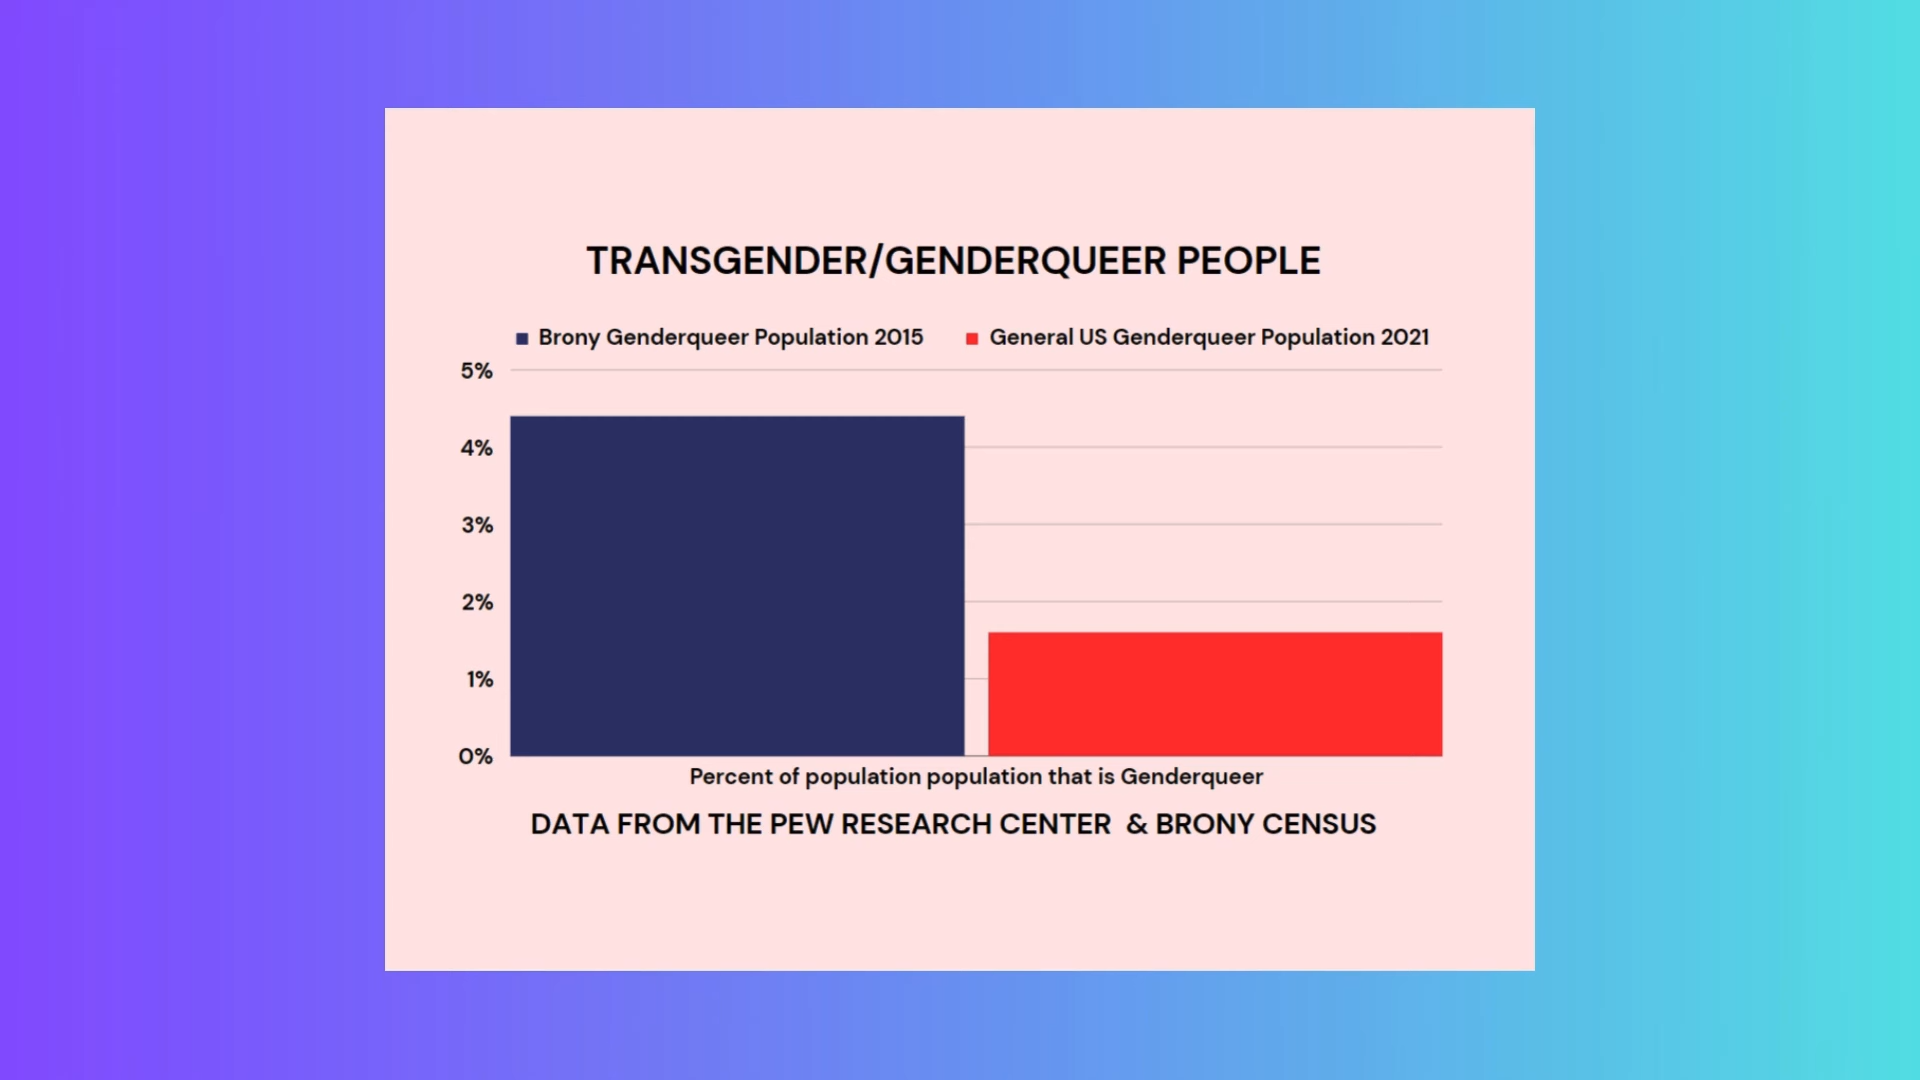 TRANSGENDER/GENDERQUEER PEOPLE
Brony Genderqueer Population 2015 General US Genderqueer Population 2021
5%
4%
3%
2%
1%
0%
Percent of population population that is Genderqueer
DATA FROM THE PEW RESEARCH CENTER & BRONY CENSUS